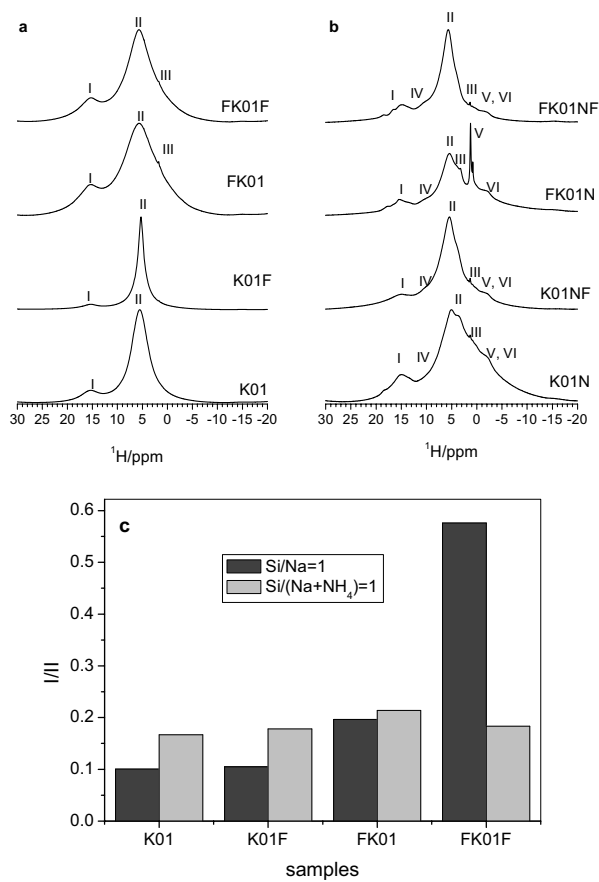 a
II
I
III
FK01F
II
I
III
FK01
II
I
K01F
II
I
K01
30 25 20 15 10 5 0 -5 -10 -15 -20
¹H/ppm
b
II
I
IV
III
V, VI
FK01NF
V
II
III
I
IV
VI
FK01N
II
I
IV
III
V, VI
K01NF
II
I
IV
III
V, VI
K01N
30 25 20 15 10 5 0 -5 -10 -15 -20
¹H/ppm
c
0.6
0.5
0.4
0.3
0.2
0.1
0.0
I/II
Si/Na=1
Si/(Na+NH₄)=1
K01 K01F FK01 FK01F
samples